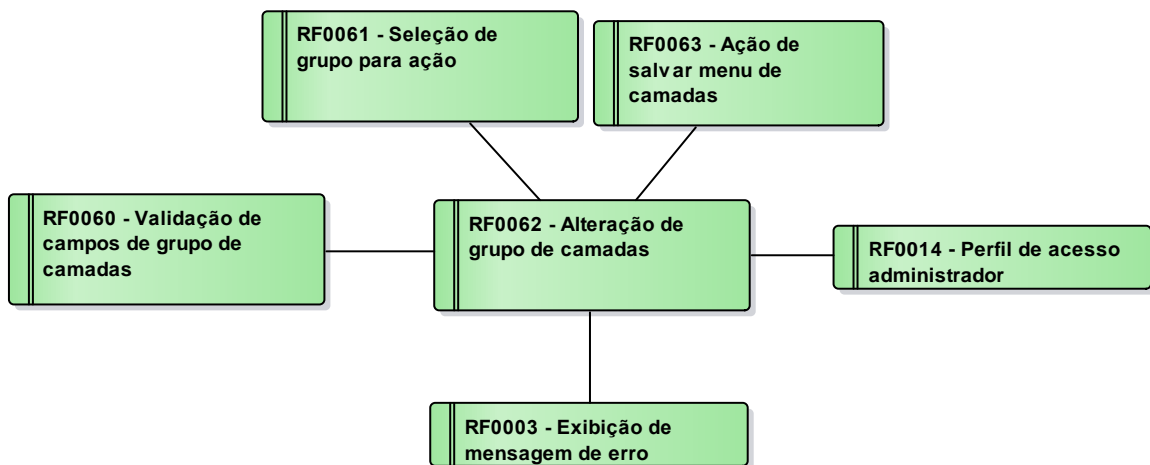 RF0061 - Seleção de
grupo para ação
RF0063 - Ação de
salvar menu de
camadas
RF0060 - Validação de
campos de grupo de
camadas
RF0062 - Alteração de
grupo de camadas
RF0014 - Perfil de acesso
administrador
RF0003 - Exibição de
mensagem de erro